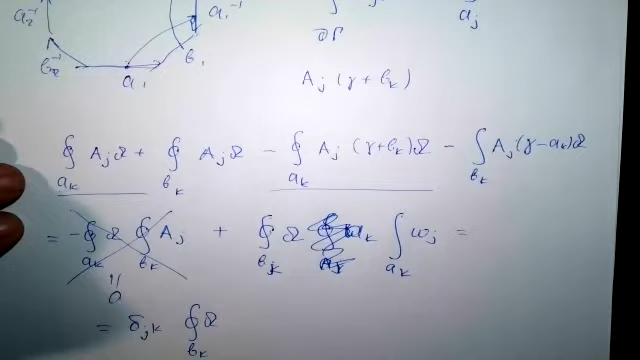 a₂⁻¹ a₁⁻¹ ∂Γ a_j
b₂⁻¹ a₁ b₁ A_j (γ + b_k)
∮_{a_k} A_j Ω + ∮_{b_k} A_j Ω − ∮_{a_k} A_j (γ+b_k) Ω − ∫_{b_k} A_j (γ−a_k) Ω
= −∮_{a_k} Ω ∮_{b_k} A_j + ∮_{b_k} Ω ∫_{a_k} ω_j =
"
0
= δ_{jk} ∮_{b_k} Ω